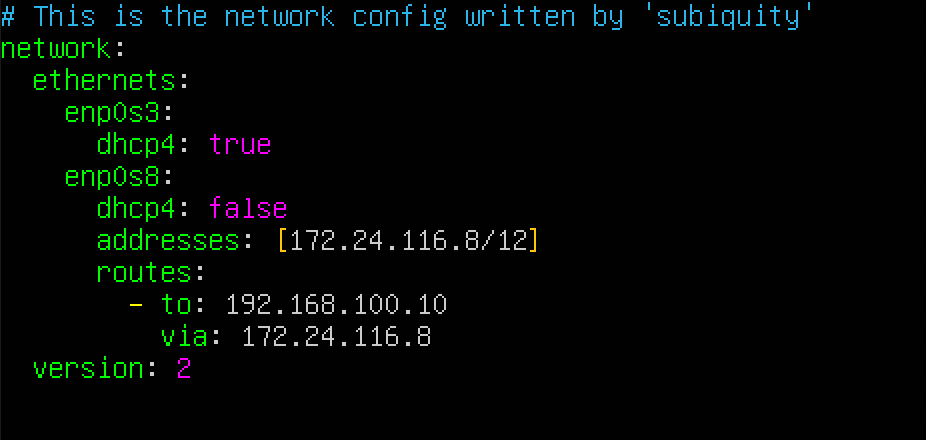 # This is the network config written by 'subiquity'
network:
  ethernets:
    enp0s3:
      dhcp4: true
    enp0s8:
      dhcp4: false
      addresses: [172.24.116.8/12]
      routes:
        - to: 192.168.100.10
          via: 172.24.116.8
  version: 2